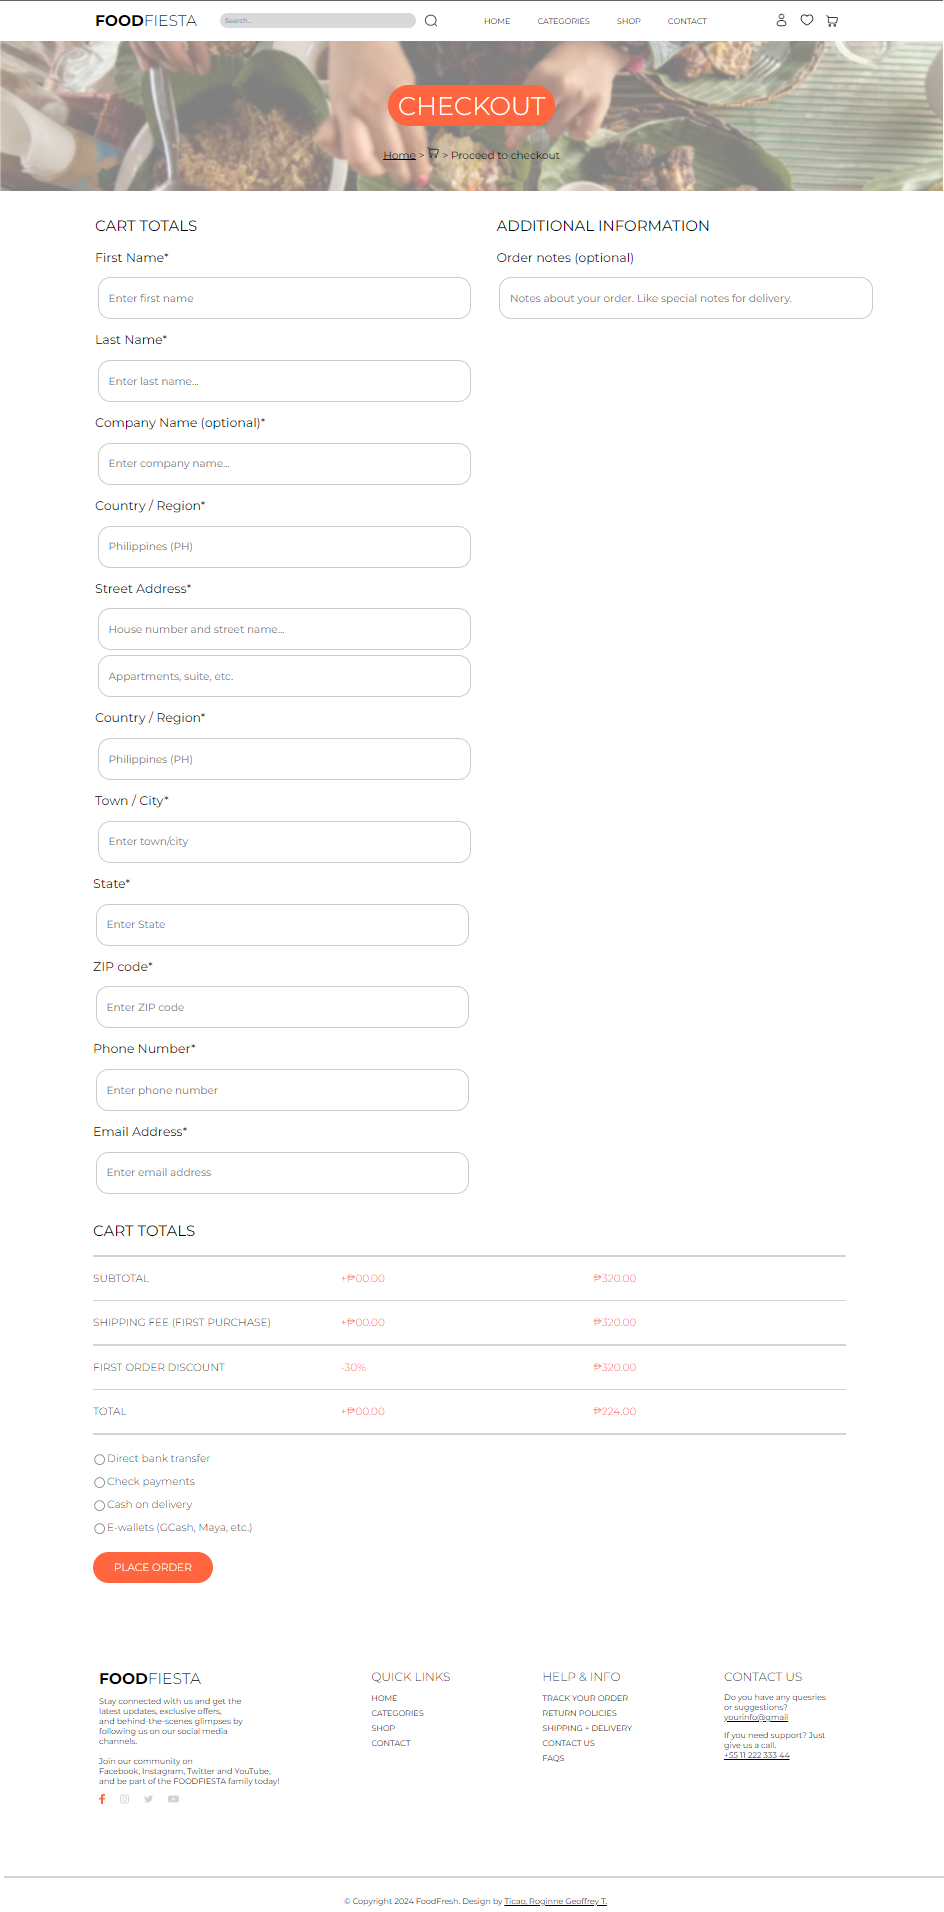 FOODFIESTA Search... HOME CATEGORIES SHOP CONTACT
CHECKOUT
Home > > Proceed to checkout
CART TOTALS
First Name*
Enter first name
Last Name*
Enter last name...
Company Name (optional)*
Enter company name...
Country / Region*
Philippines (PH)
Street Address*
House number and street name...
Appartments, suite, etc.
Country / Region*
Philippines (PH)
Town / City*
Enter town/city
State*
Enter State
ZIP code*
Enter ZIP code
Phone Number*
Enter phone number
Email Address*
Enter email address
ADDITIONAL INFORMATION
Order notes (optional)
Notes about your order. Like special notes for delivery.
CART TOTALS
SUBTOTAL +₱00.00 ₱320.00
SHIPPING FEE (FIRST PURCHASE) +₱00.00 ₱320.00
FIRST ORDER DISCOUNT -30% ₱320.00
TOTAL +₱00.00 ₱224.00
Direct bank transfer
Check payments
Cash on delivery
E-wallets (GCash, Maya, etc.)
PLACE ORDER
FOODFIESTA
Stay connected with us and get the
latest updates, exclusive offers,
and behind-the-scenes glimpses by
following us on our social media
channels.
Join our community on
Facebook, Instagram, Twitter and YouTube,
and be part of the FOODFIESTA family today!
QUICK LINKS
HOME
CATEGORIES
SHOP
CONTACT
HELP & INFO
TRACK YOUR ORDER
RETURN POLICIES
SHIPPING + DELIVERY
CONTACT US
FAQS
CONTACT US
Do you have any quesries
or suggestions?
yourinfo@gmail
If you need support? Just
give us a call.
+55 11 222 333 44
© Copyright 2024 FoodFresh. Design by Ticao, Roginne Geoffrey T.